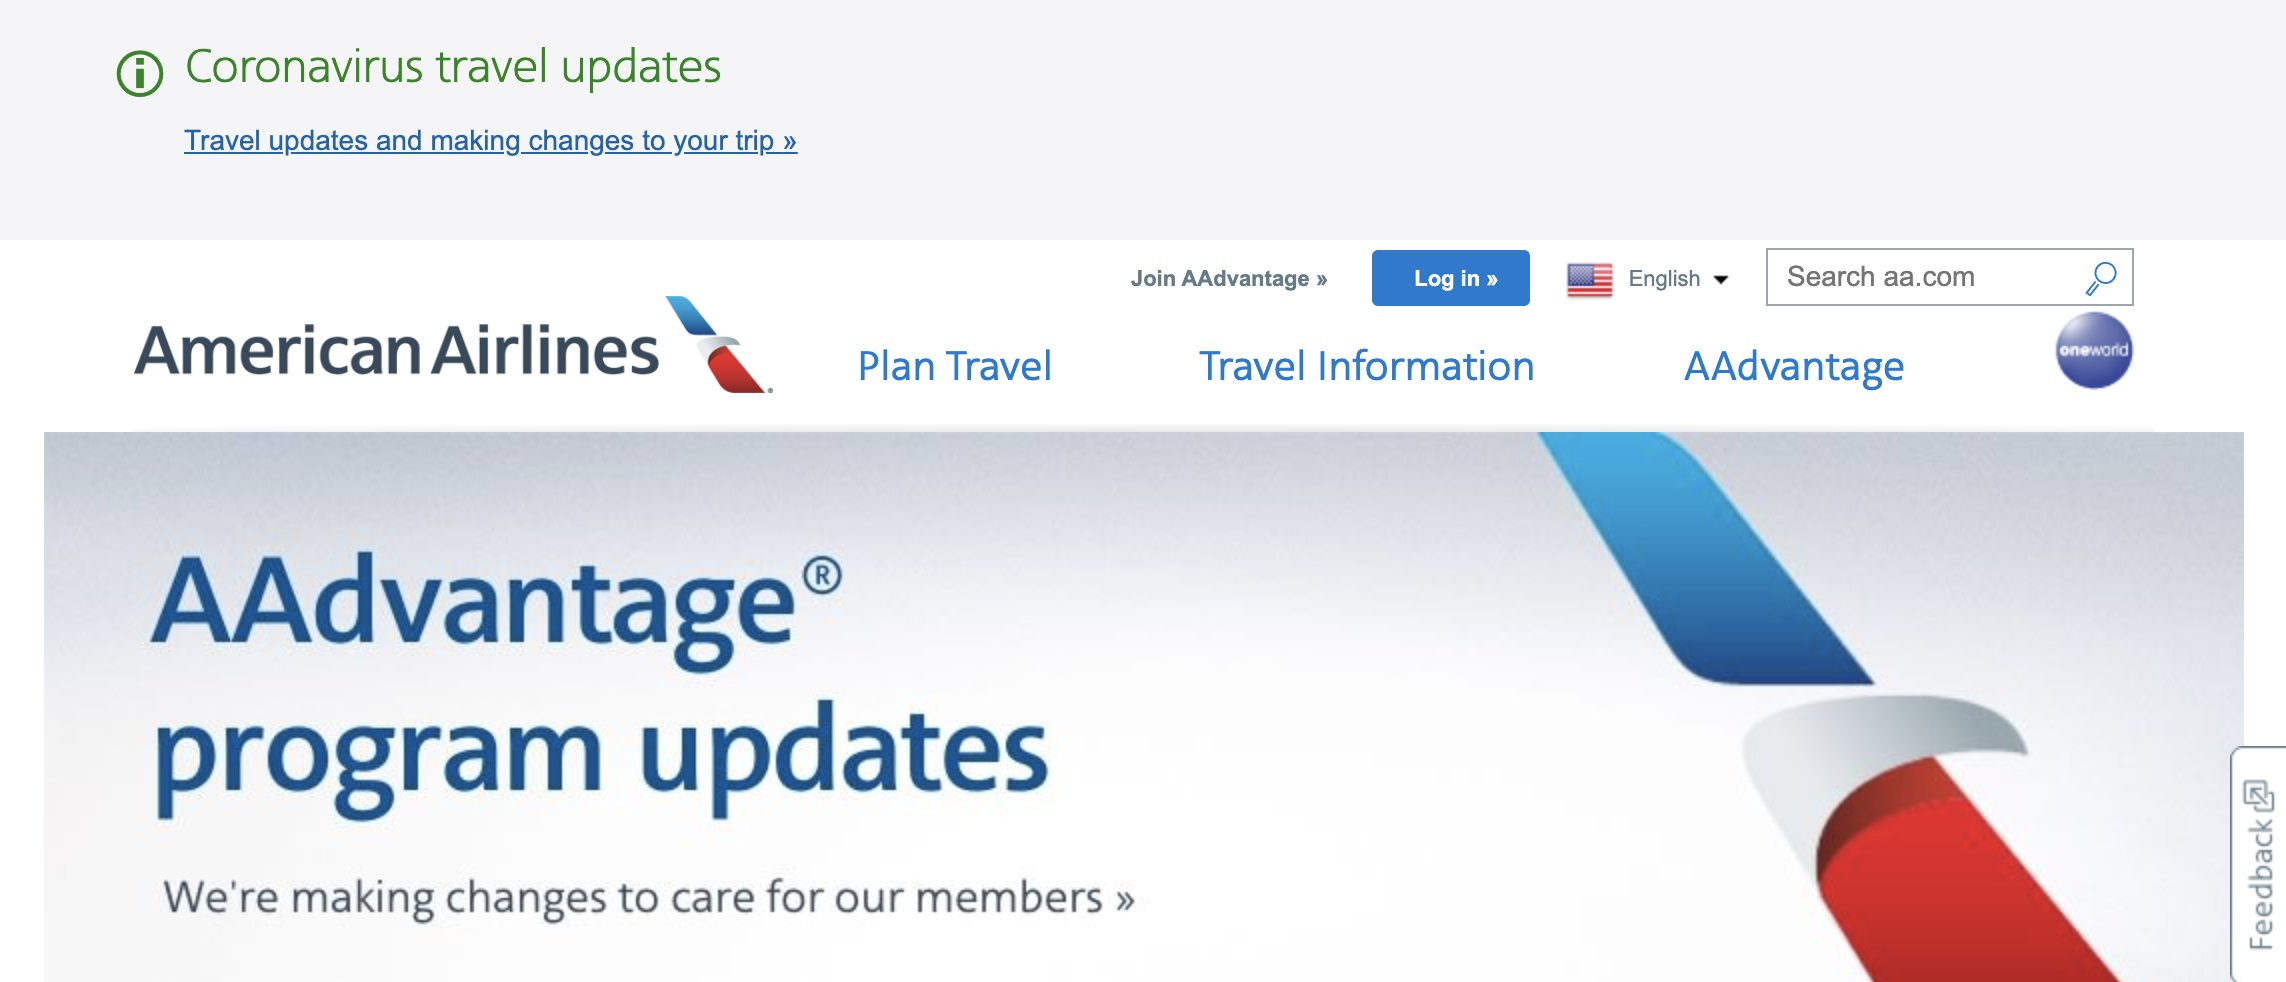 Coronavirus travel updates
Travel updates and making changes to your trip »
Join AAdvantage »
Log in »
English
Search aa.com
American Airlines
Plan Travel
Travel Information
AAdvantage
oneworld
AAdvantage®
program updates
We're making changes to care for our members »
Feedback